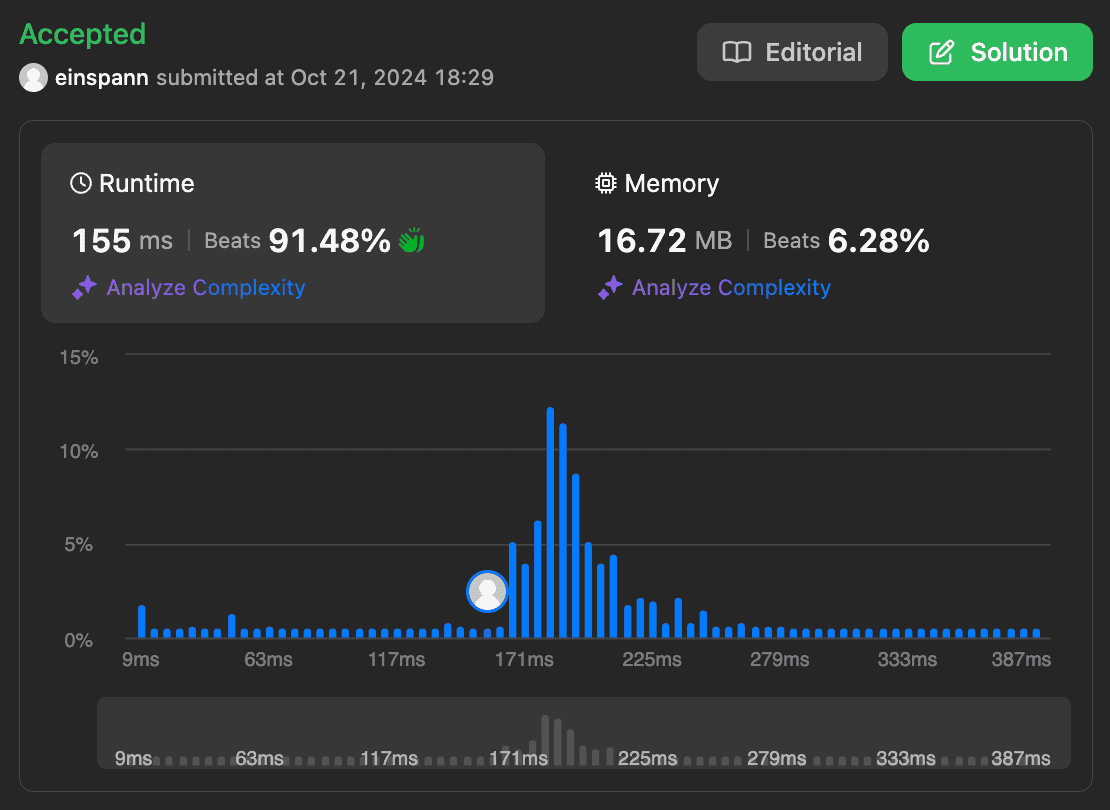 Accepted
einspann submitted at Oct 21, 2024 18:29
Editorial
Solution
Runtime
155 ms | Beats 91.48%
Analyze Complexity
Memory
16.72 MB | Beats 6.28%
Analyze Complexity
15%
10%
5%
0%
9ms 63ms 117ms 171ms 225ms 279ms 333ms 387ms
9ms 63ms 117ms 171ms 225ms 279ms 333ms 387ms